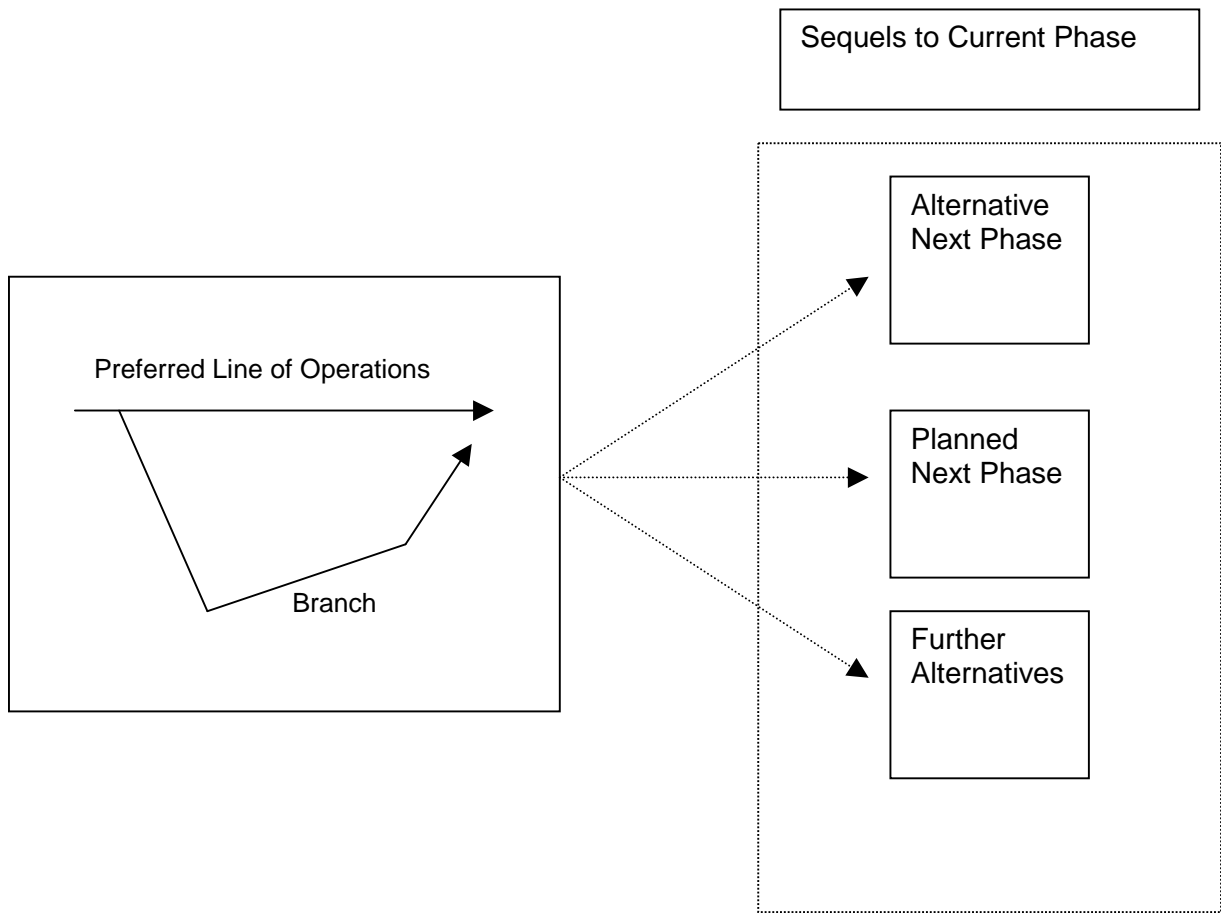 Sequels to Current Phase
Alternative
Next Phase
Preferred Line of Operations
Planned
Next Phase
Branch
Further
Alternatives